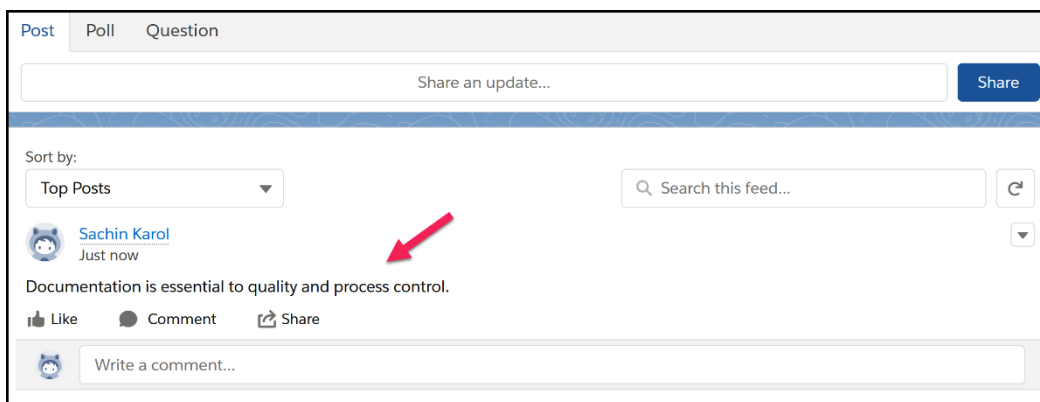 Post Poll Question
Share an update... Share
Sort by:
Top Posts Search this feed...
Sachin Karol
Just now
Documentation is essential to quality and process control.
Like Comment Share
Write a comment...